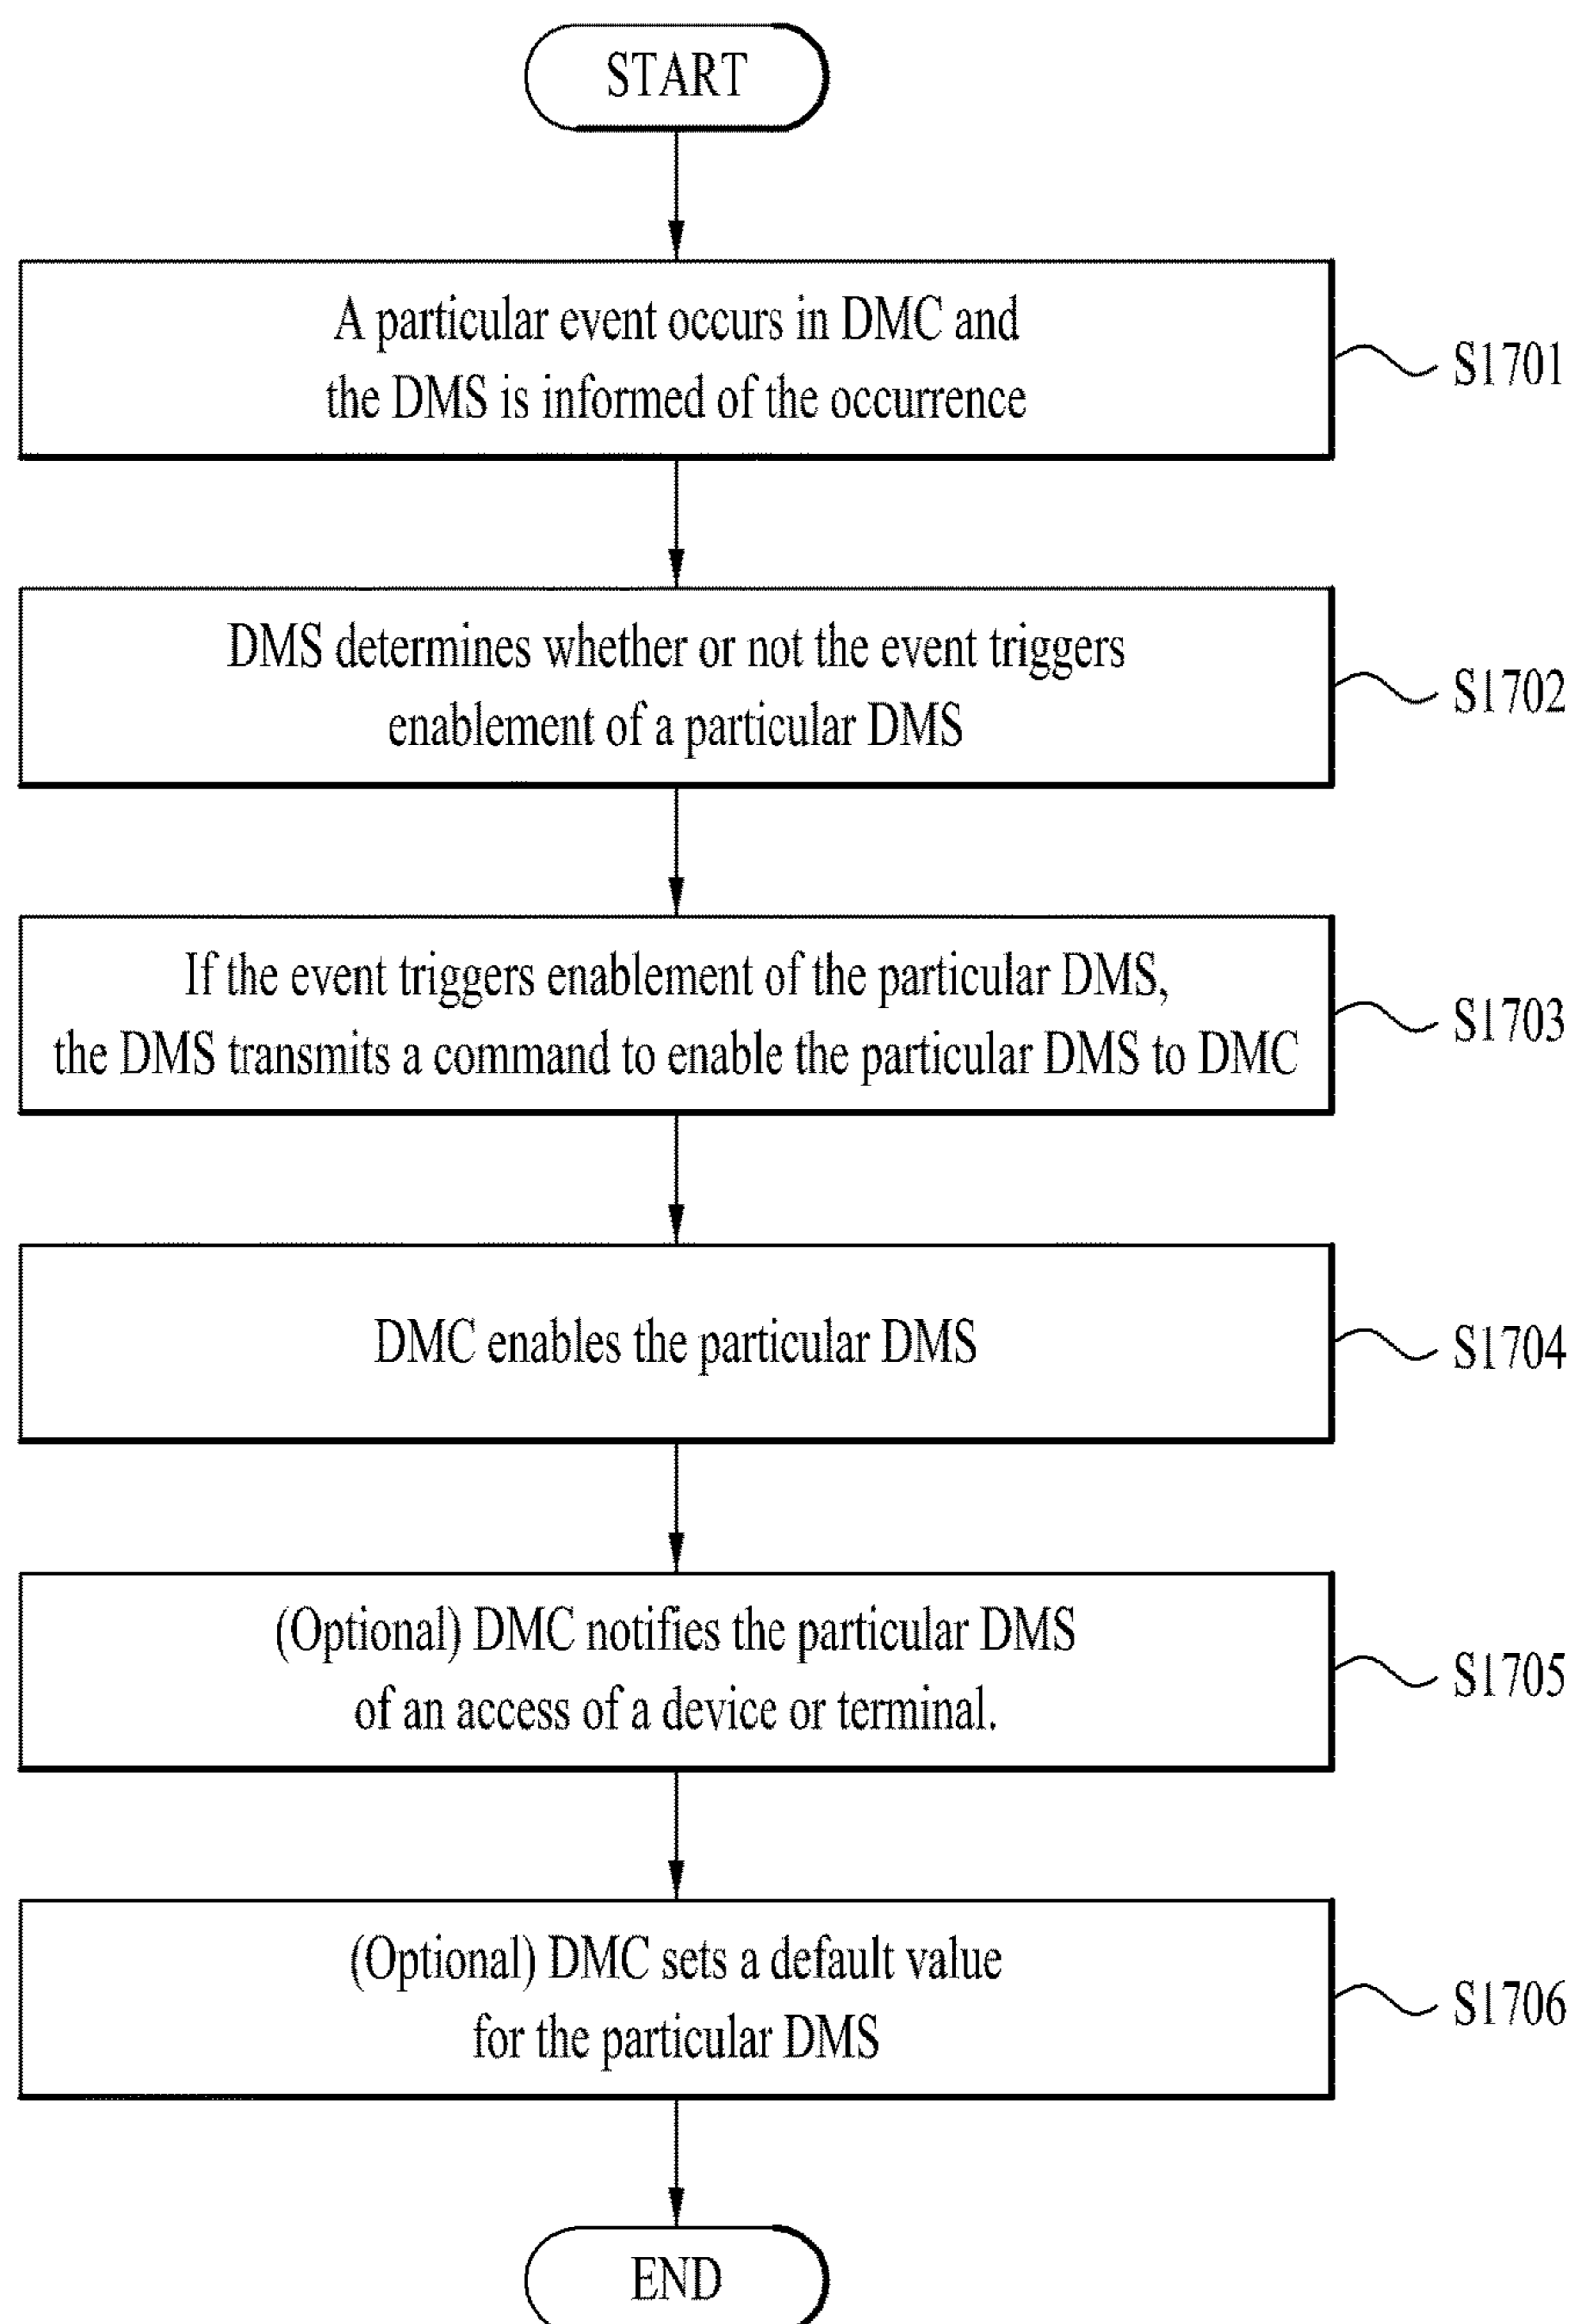 START
A particular event occurs in DMC and
the DMS is informed of the occurrence
S1701
DMS determines whether or not the event triggers
enablement of a particular DMS
S1702
If the event triggers enablement of the particular DMS,
the DMS transmits a command to enable the particular DMS to DMC
S1703
DMC enables the particular DMS
S1704
(Optional) DMC notifies the particular DMS
of an access of a device or terminal.
S1705
(Optional) DMC sets a default value
for the particular DMS
S1706
END